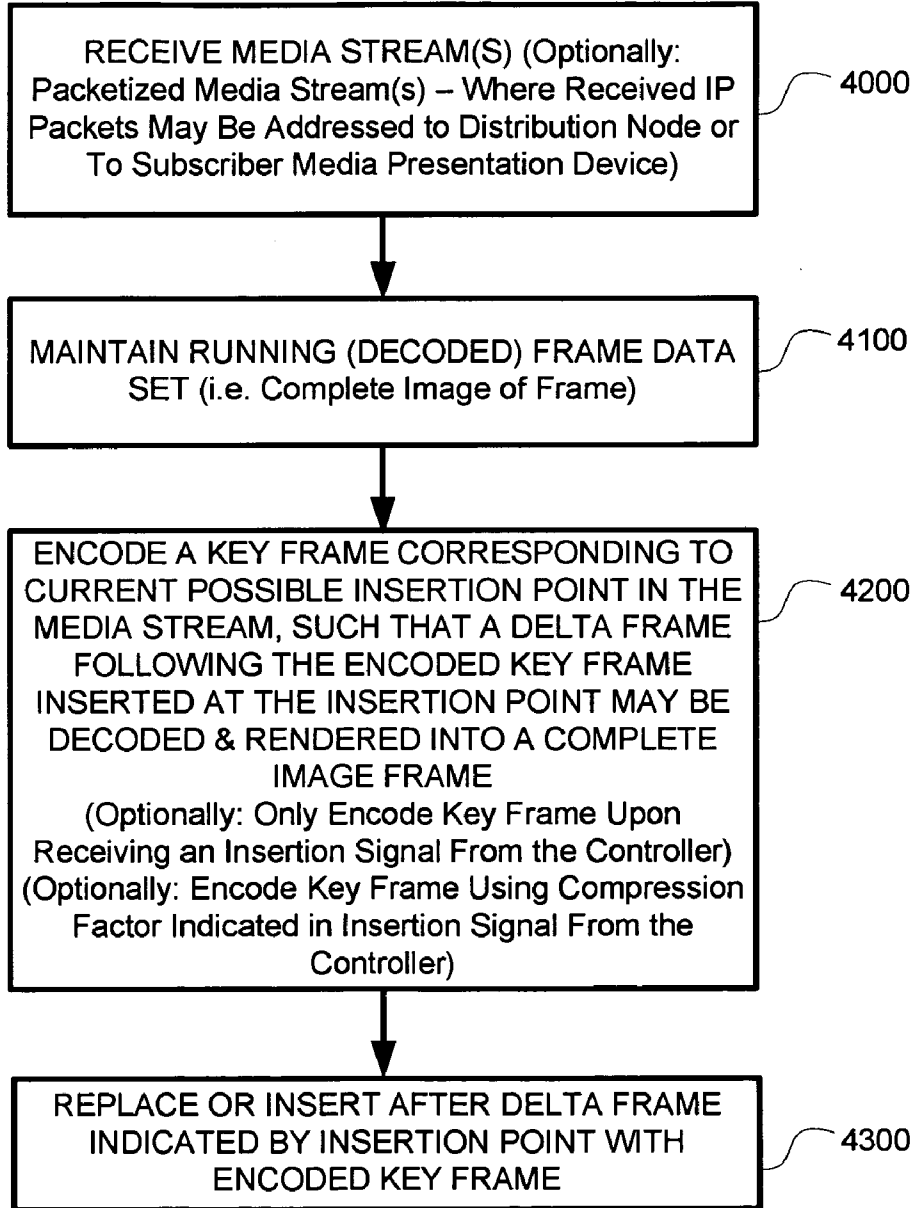 RECEIVE MEDIA STREAM(S) (Optionally:
Packetized Media Stream(s) – Where Received IP
Packets May Be Addressed to Distribution Node or
To Subscriber Media Presentation Device)
4000
MAINTAIN RUNNING (DECODED) FRAME DATA
SET (i.e. Complete Image of Frame)
4100
ENCODE A KEY FRAME CORRESPONDING TO
CURRENT POSSIBLE INSERTION POINT IN THE
MEDIA STREAM, SUCH THAT A DELTA FRAME
FOLLOWING THE ENCODED KEY FRAME
INSERTED AT THE INSERTION POINT MAY BE
DECODED & RENDERED INTO A COMPLETE
IMAGE FRAME
(Optionally: Only Encode Key Frame Upon
Receiving an Insertion Signal From the Controller)
(Optionally: Encode Key Frame Using Compression
Factor Indicated in Insertion Signal From the
Controller)
4200
REPLACE OR INSERT AFTER DELTA FRAME
INDICATED BY INSERTION POINT WITH
ENCODED KEY FRAME
4300